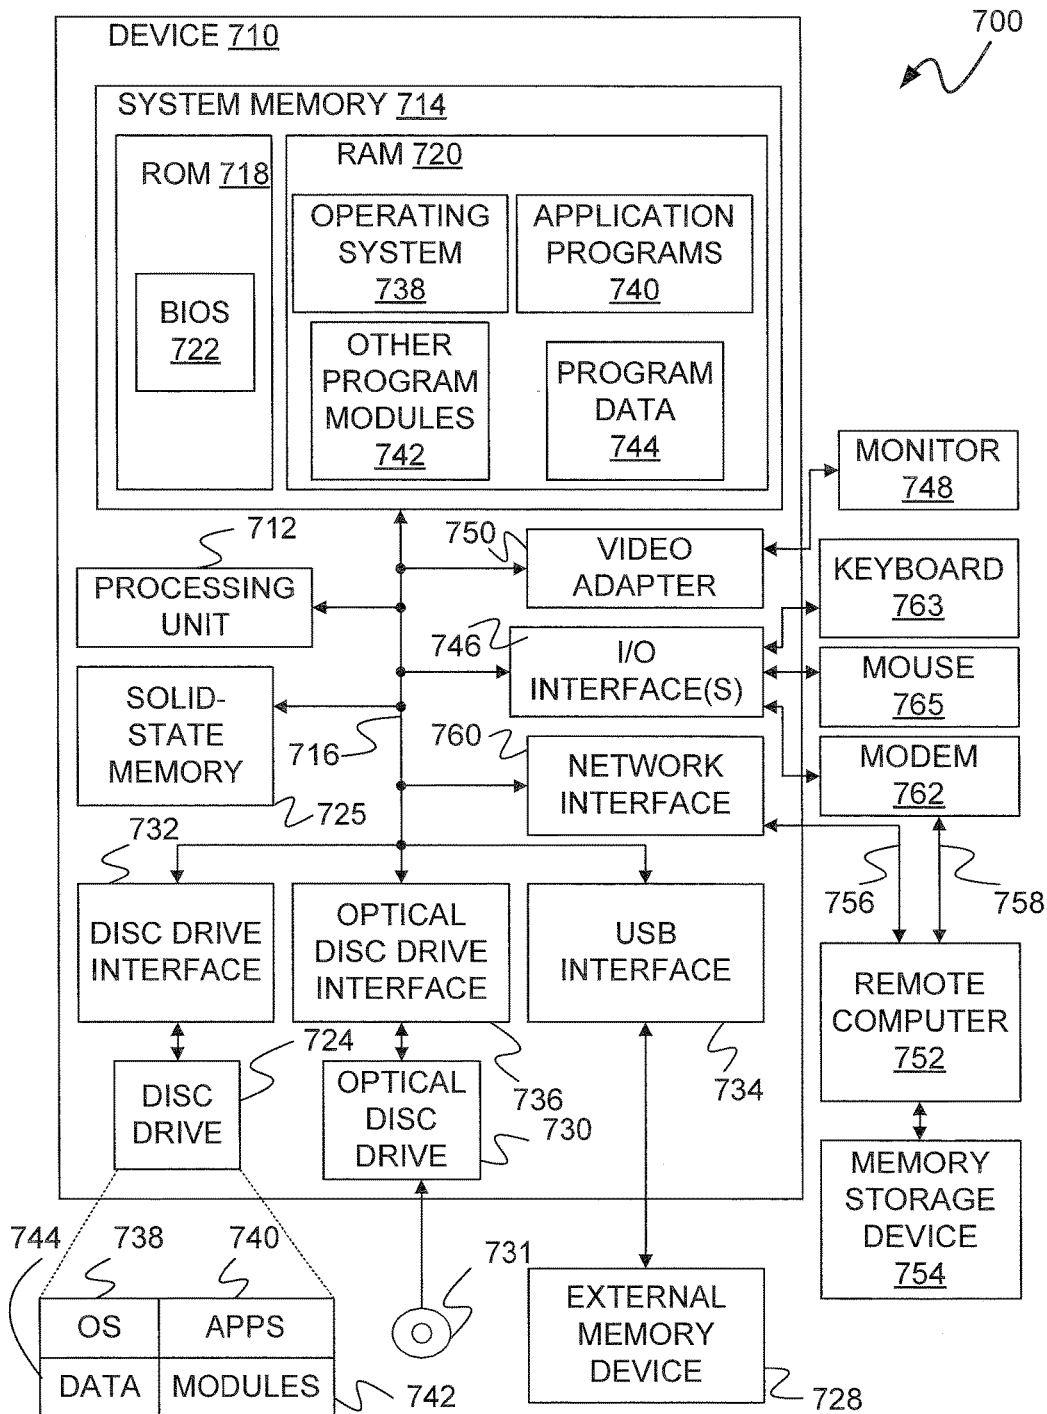 700
DEVICE 710
SYSTEM MEMORY 714
ROM 718
BIOS
722
RAM 720
OPERATING
SYSTEM
738
APPLICATION
PROGRAMS
740
OTHER
PROGRAM
MODULES
742
PROGRAM
DATA
744
MONITOR
748
712
PROCESSING
UNIT
750
VIDEO
ADAPTER
KEYBOARD
763
746
I/O
INTERFACE(S)
MOUSE
765
SOLID-
STATE
MEMORY
725
716
760
NETWORK
INTERFACE
MODEM
762
732
756
758
DISC DRIVE
INTERFACE
OPTICAL
DISC DRIVE
INTERFACE
USB
INTERFACE
REMOTE
COMPUTER
752
724
736
734
DISC
DRIVE
OPTICAL
DISC
DRIVE
730
MEMORY
STORAGE
DEVICE
754
744
738
740
731
OS
APPS
DATA
MODULES
742
EXTERNAL
MEMORY
DEVICE
728